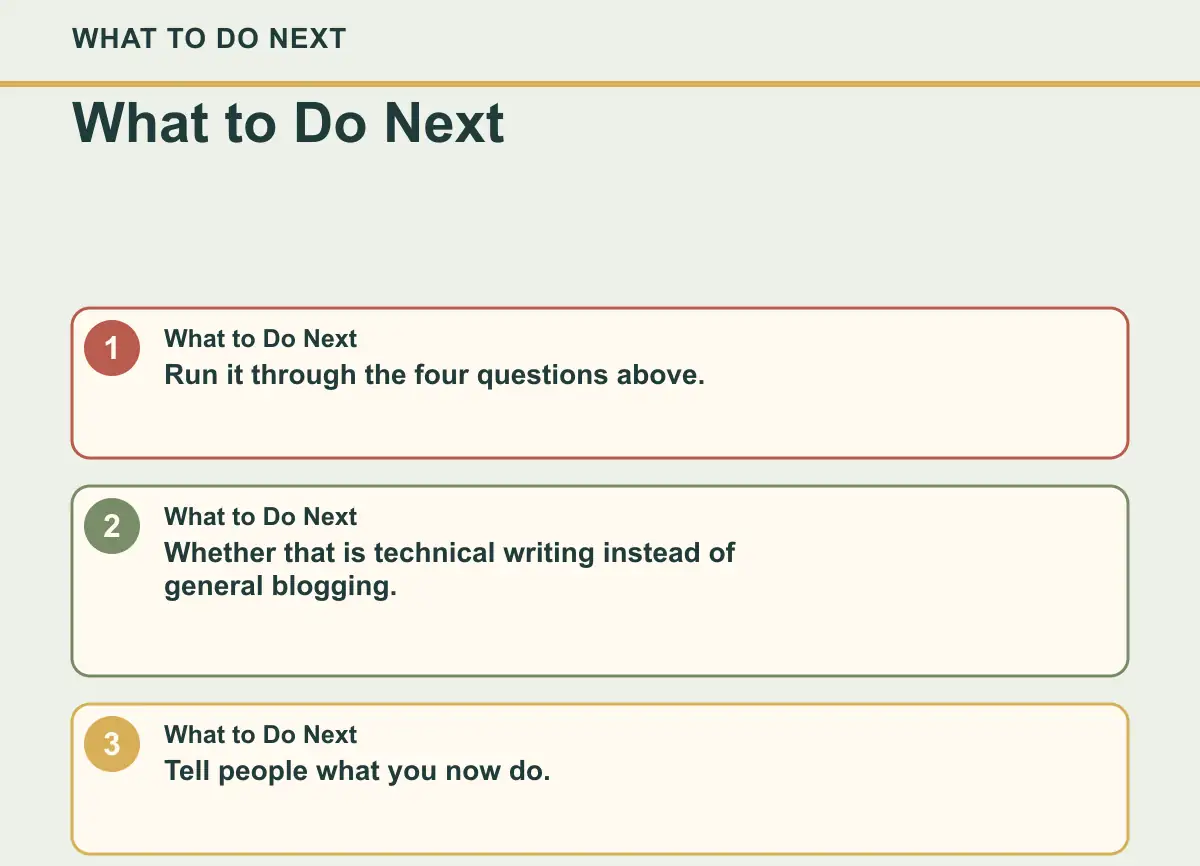 WHAT TO DO NEXT
What to Do Next
1
What to Do Next
Run it through the four questions above.
2
What to Do Next
Whether that is technical writing instead of
general blogging.
3
What to Do Next
Tell people what you now do.